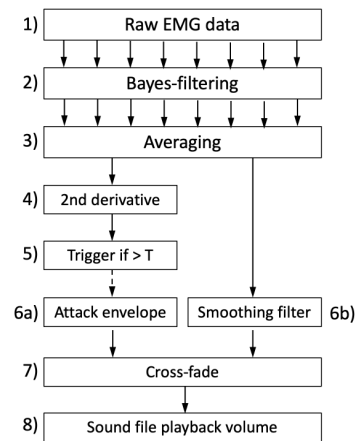 1) Raw EMG data
2) Bayes-filtering
3) Averaging
4) 2nd derivative
5) Trigger if > T
6a) Attack envelope Smoothing filter 6b)
7) Cross-fade
8) Sound file playback volume